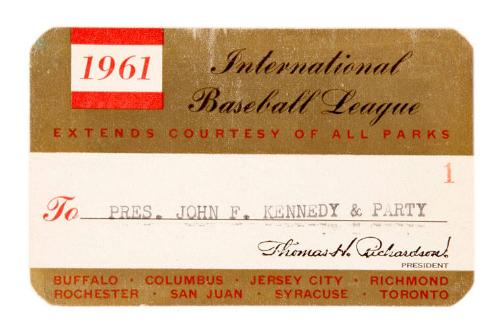 1961
International
Baseball League
EXTENDS COURTESY OF ALL PARKS
1
To PRES. JOHN F. KENNEDY & PARTY
Thomas H. Richardson
PRESIDENT
BUFFALO · COLUMBUS · JERSEY CITY · RICHMOND
ROCHESTER · SAN JUAN · SYRACUSE · TORONTO